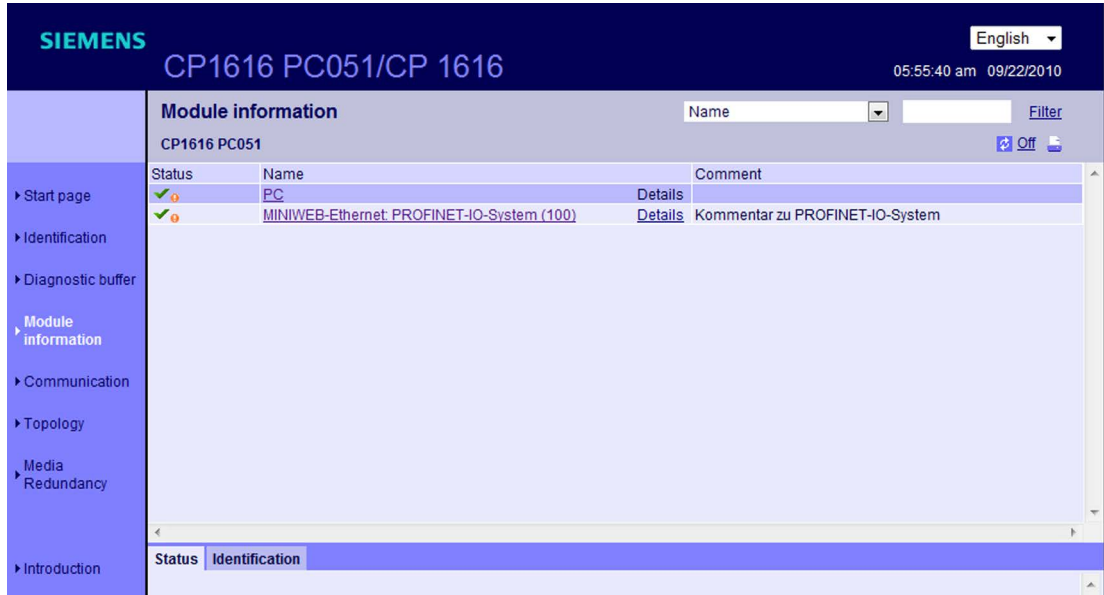 SIEMENS
English
CP1616 PC051/CP 1616
05:55:40 am 09/22/2010
Module information
Name
Filter
CP1616 PC051
Off
Status Name Comment
PC Details
MINIWEB-Ethernet: PROFINET-IO-System (100) Details Kommentar zu PROFINET-IO-System
Start page
Identification
Diagnostic buffer
Module
information
Communication
Topology
Media
Redundancy
Introduction
Status Identification